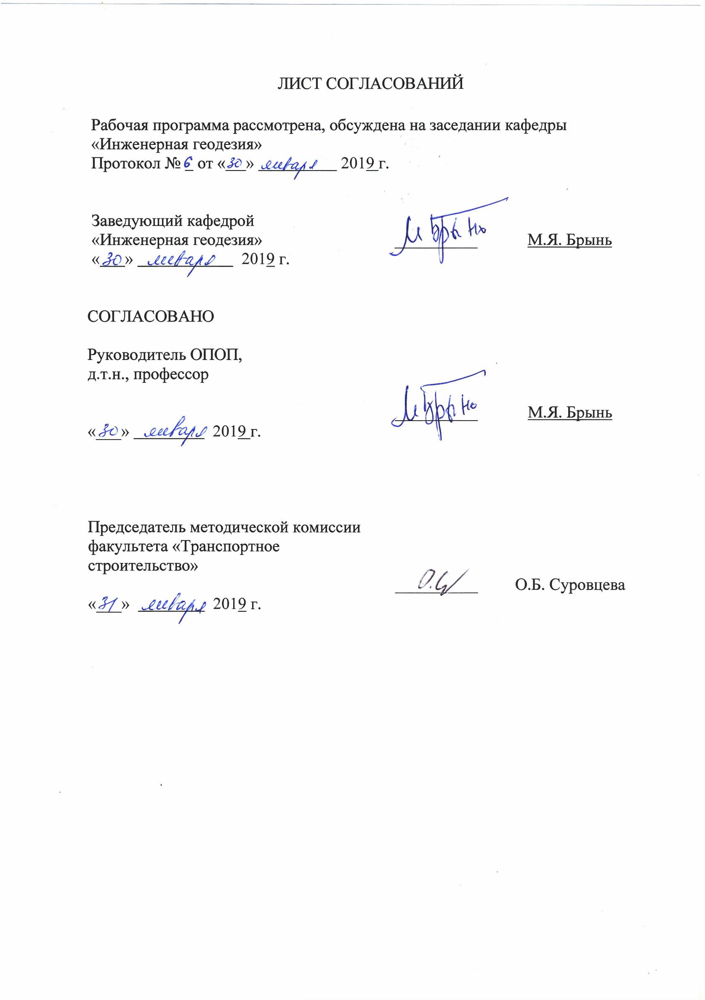 ЛИСТ СОГЛАСОВАНИЙ
Рабочая программа рассмотрена, обсуждена на заседании кафедры
«Инженерная геодезия»
Протокол № 6 от «30» января 2019 г.
Заведующий кафедрой
«Инженерная геодезия» М Брынь М.Я. Брынь
«30» января 2019 г.
СОГЛАСОВАНО
Руководитель ОПОП,
д.т.н., профессор
М Брынь М.Я. Брынь
«30» января 2019 г.
Председатель методической комиссии
факультета «Транспортное
строительство»
О.Б. Суровцева
«31» января 2019 г.